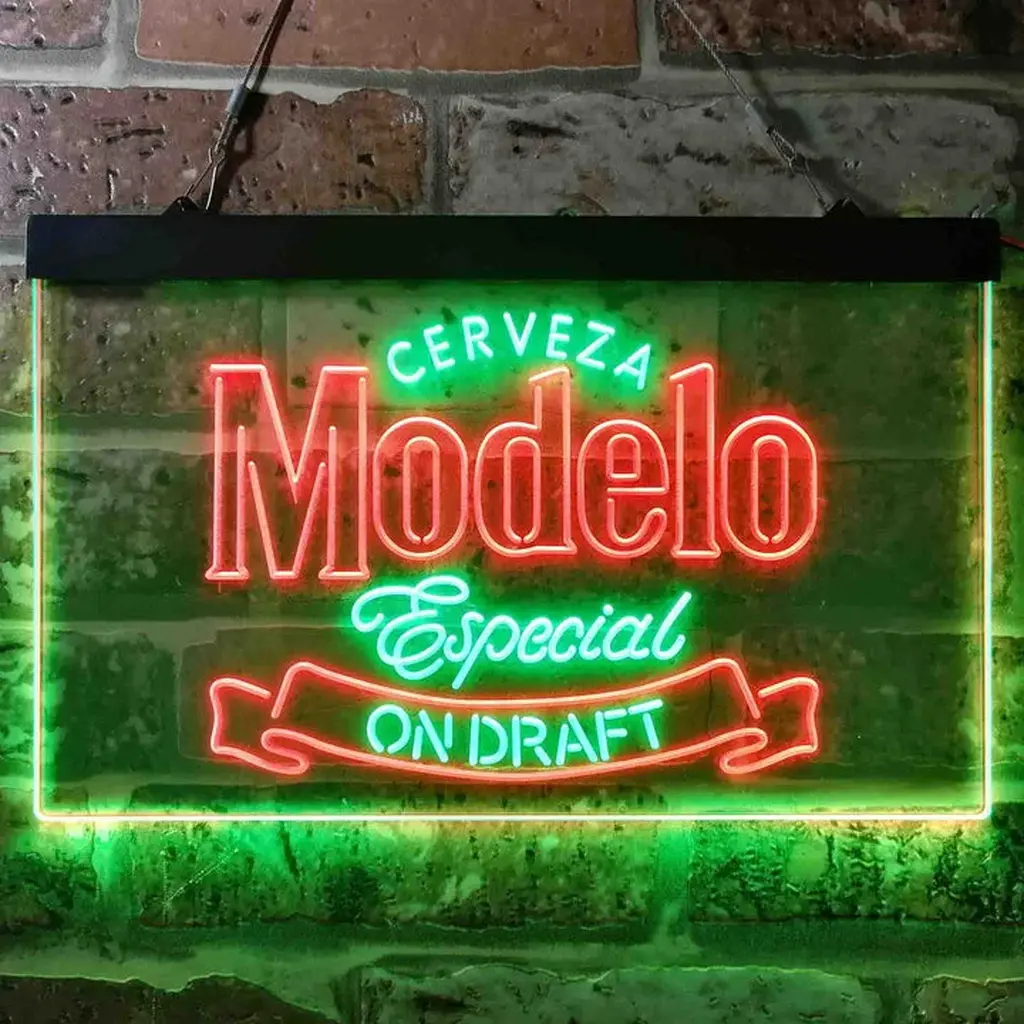 CERVEZA
Modelo
Especial
ON DRAFT